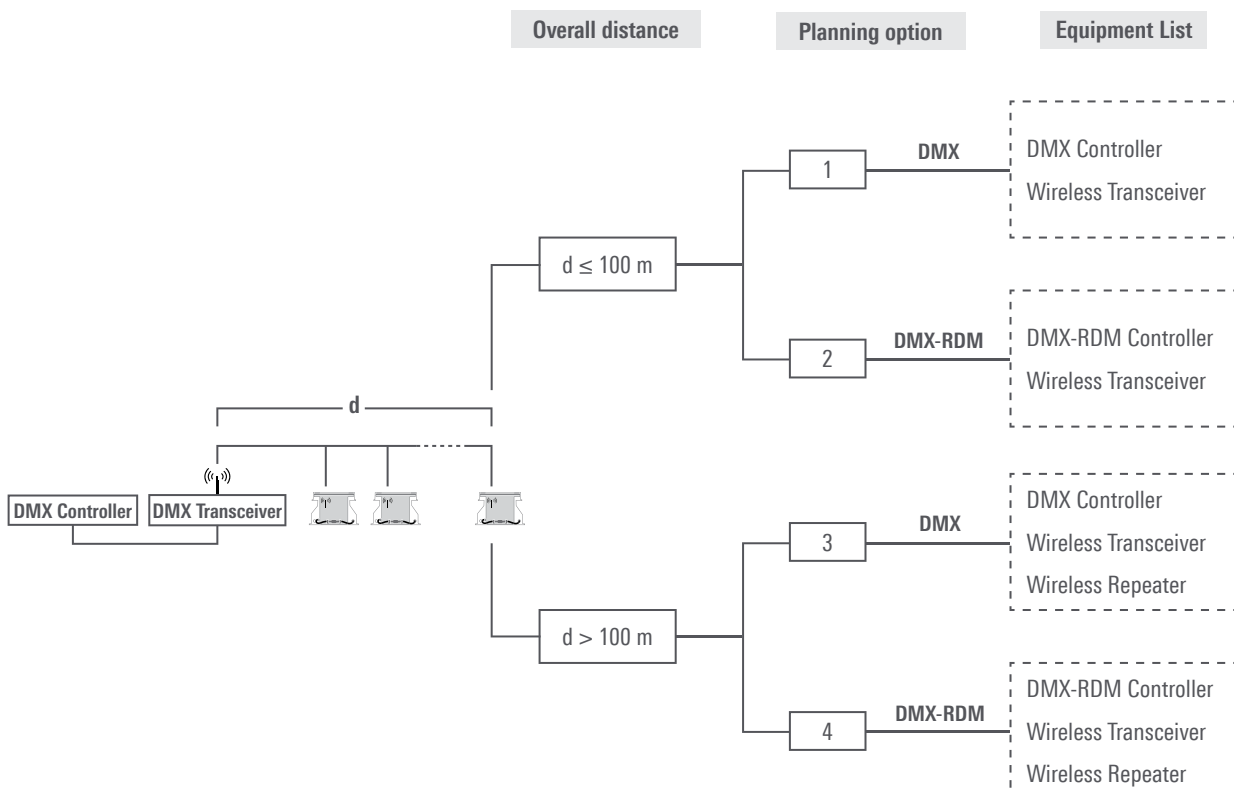 Overall distance
Planning option
Equipment List
d ≤ 100 m
1
DMX
DMX Controller
Wireless Transceiver
2
DMX-RDM
DMX-RDM Controller
Wireless Transceiver
d
DMX Controller
DMX Transceiver
d > 100 m
3
DMX
DMX Controller
Wireless Transceiver
Wireless Repeater
4
DMX-RDM
DMX-RDM Controller
Wireless Transceiver
Wireless Repeater